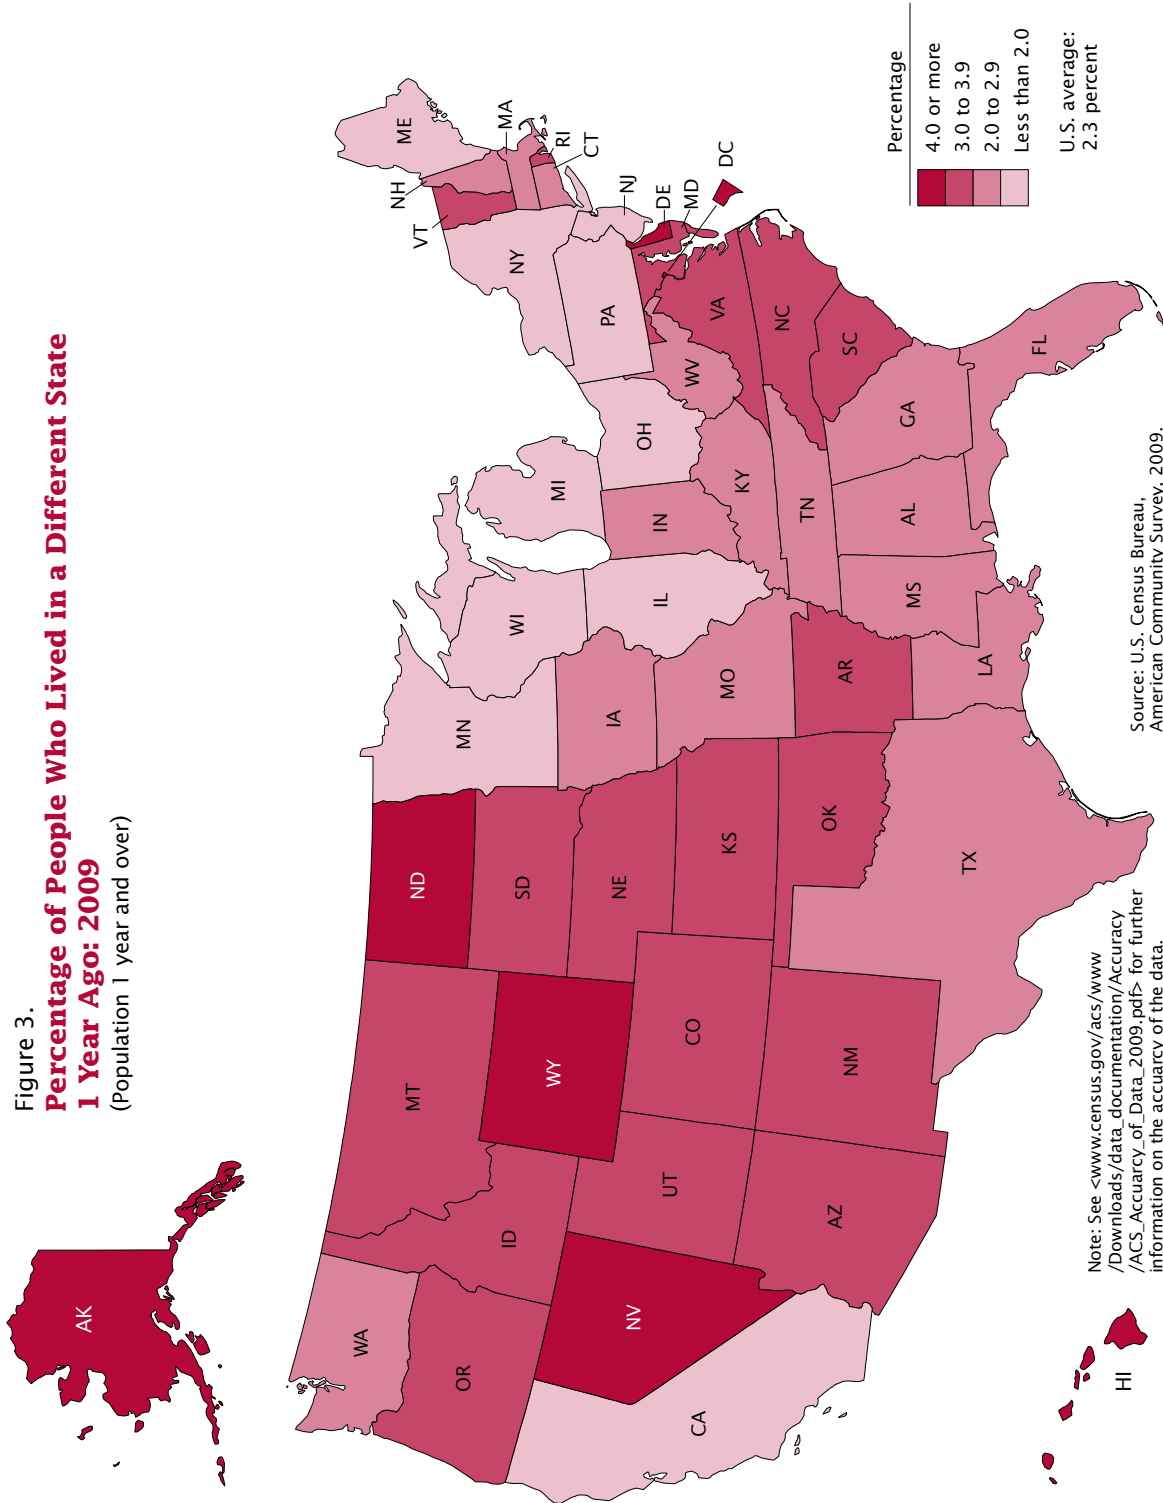 Figure 3.
Percentage of People Who Lived in a Different State
1 Year Ago: 2009
(Population 1 year and over)
AK
WA
OR
CA
NV
ID
MT
WY
UT
AZ
CO
NM
ND
SD
NE
KS
OK
TX
MN
IA
MO
AR
LA
WI
IL
MS
MI
IN
KY
TN
AL
OH
WV
GA
FL
SC
NC
VA
PA
NY
VT
NH
ME
MA
RI
CT
NJ
DE
MD
DC
HI
Percentage
4.0 or more
3.0 to 3.9
2.0 to 2.9
Less than 2.0
U.S. average:
2.3 percent
Note: See <www.census.gov/acs/www
/Downloads/data_documentation/Accuracy
/ACS_Accuarcy_of_Data_2009.pdf> for further
information on the accuarcy of the data.
Source: U.S. Census Bureau,
American Community Survey, 2009.